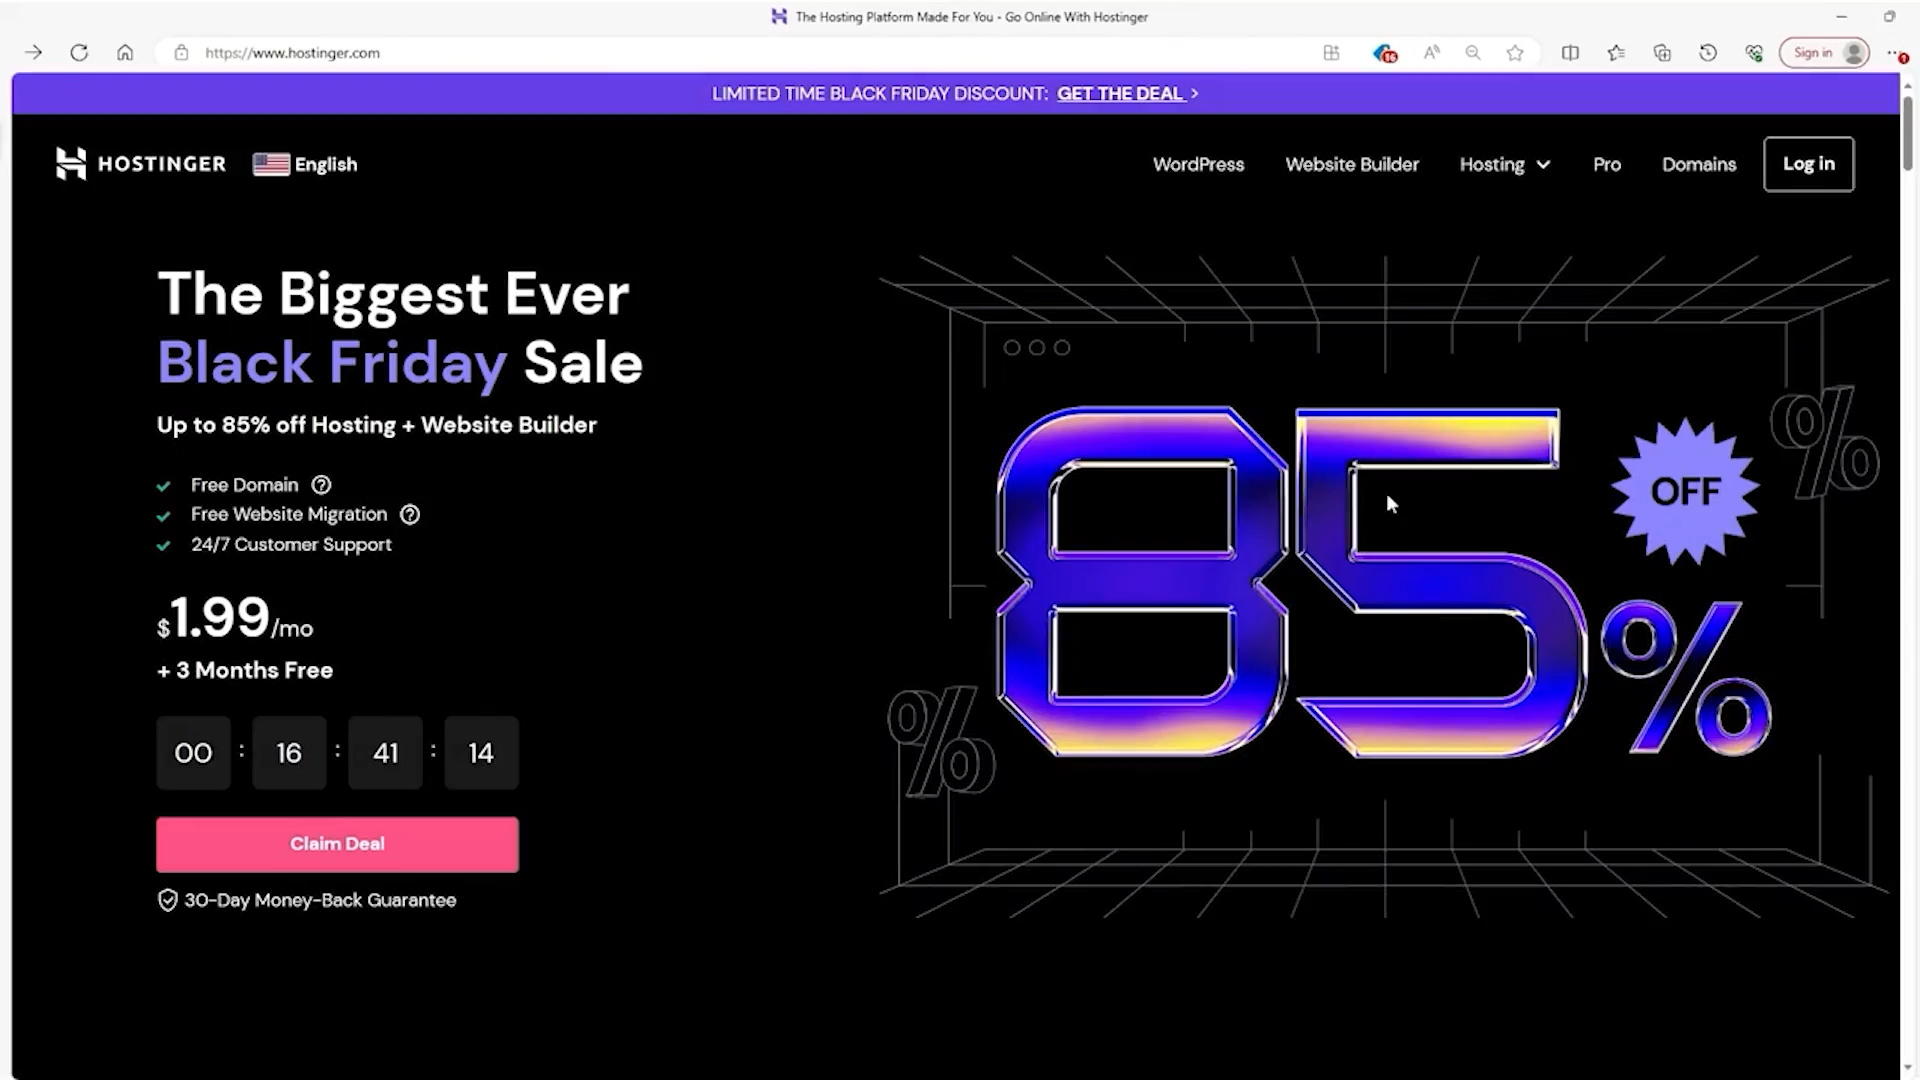 The Hosting Platform Made For You - Go Online With Hostinger
https://www.hostinger.com
Sign in
LIMITED TIME BLACK FRIDAY DISCOUNT: GET THE DEAL >
HOSTINGER English
WordPress Website Builder Hosting Pro Domains Log in
The Biggest Ever
Black Friday Sale
Up to 85% off Hosting + Website Builder
Free Domain
Free Website Migration
24/7 Customer Support
$1.99/mo
+ 3 Months Free
00 : 16 : 41 : 14
Claim Deal
30-Day Money-Back Guarantee
85%
OFF
%
%